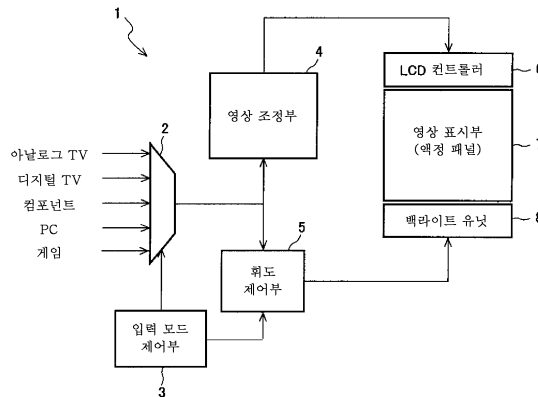 1
2
아날로그 TV
디지털 TV
컴포넌트
PC
게임
입력 모드
제어부
3
4
영상 조정부
5
휘도
제어부
LCD 컨트롤러
영상 표시부
(액정 패널)
백라이트 유닛
8